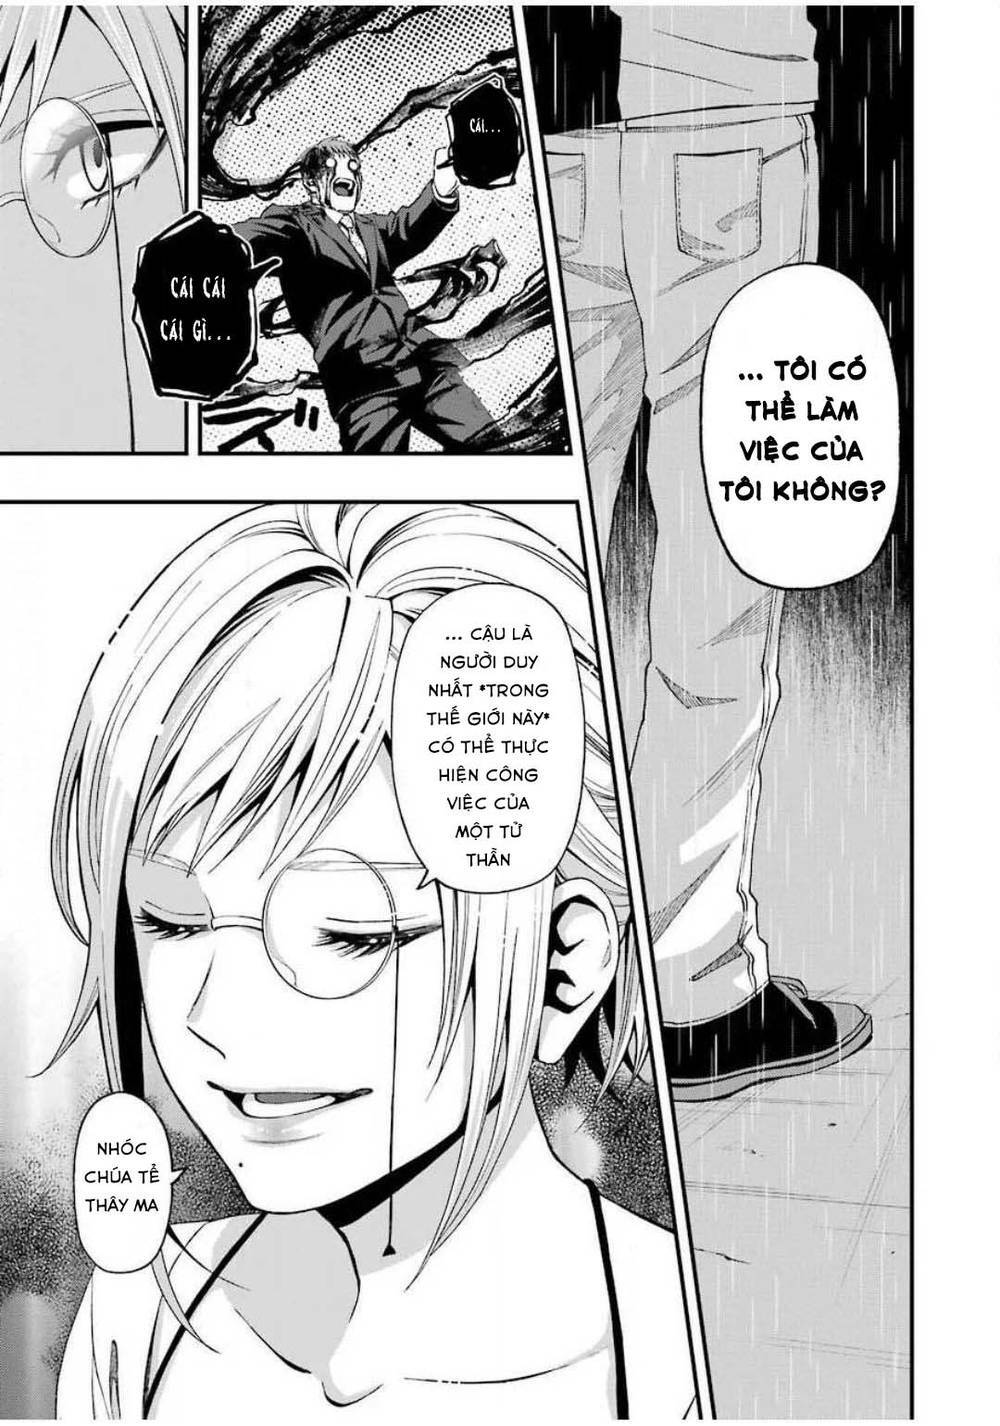 ... TÔI CÓ
THỂ LÀM
VIỆC CỦA
TÔI KHÔNG?
CÁI...
CÁI CÁI
CÁI GÌ...
... CẬU LÀ
NGƯỜI DUY
NHẤT *TRONG
THẾ GIỚI NÀY*
CÓ THỂ THỰC
HIỆN CÔNG
VIỆC CỦA
MỘT TỬ
THẦN
NHÓC
CHÚA TỂ
THÂY MA